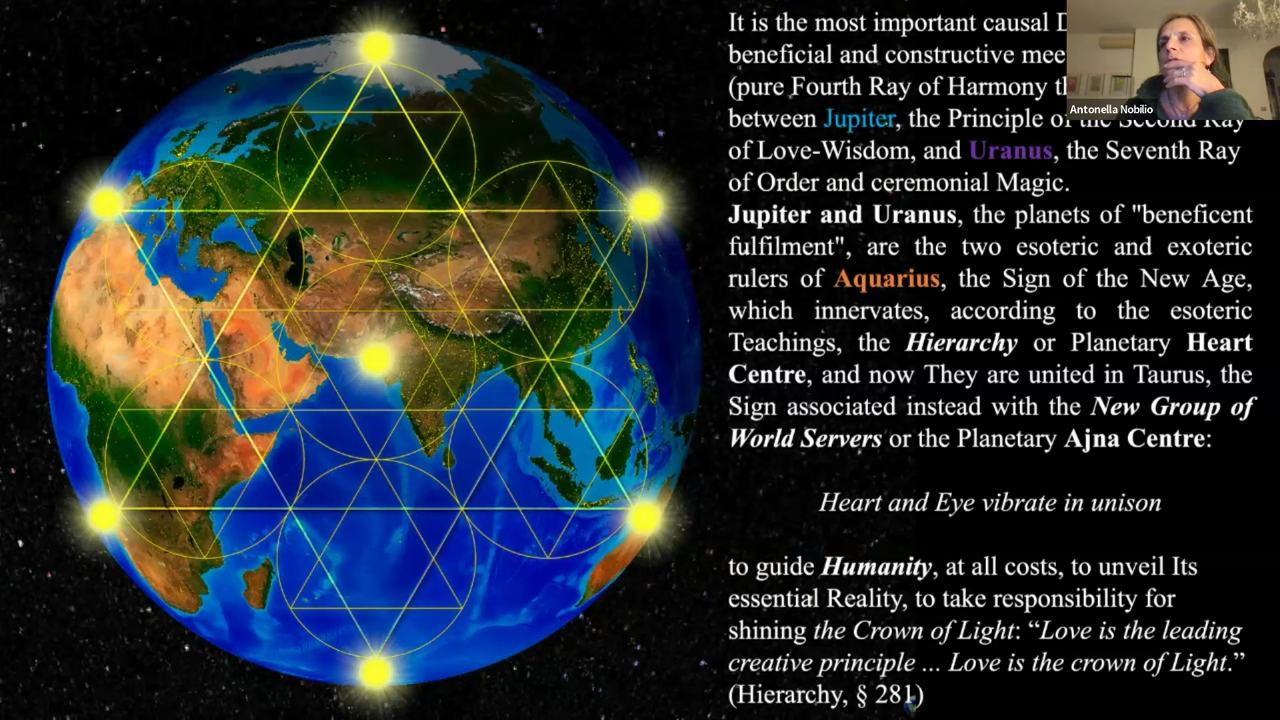 It is the most important causal
beneficial and constructive
(pure Fourth Ray of Harmony
between Jupiter, the Principle of the Second Ray
of Love-Wisdom, and Uranus, the Seventh Ray
of Order and ceremonial Magic.
Jupiter and Uranus, the planets of "beneficent
fulfilment", are the two esoteric and exoteric
rulers of Aquarius, the Sign of the New Age,
which innervates, according to the esoteric
Teachings, the Hierarchy or Planetary Heart
Centre, and now They are united in Taurus, the
Sign associated instead with the New Group of
World Servers or the Planetary Ajna Centre:
Heart and Eye vibrate in unison
to guide Humanity, at all costs, to unveil Its
essential Reality, to take responsibility for
shining the Crown of Light: “Love is the leading
creative principle ... Love is the crown of Light.”
(Hierarchy, § 281)
Antonella Nobilio